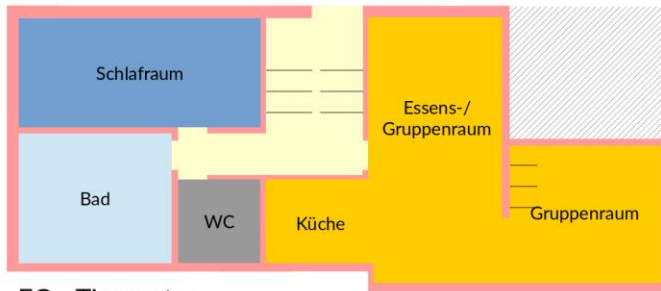 Schlafraum
Essens-/
Gruppenraum
Bad
WC
Küche
Gruppenraum